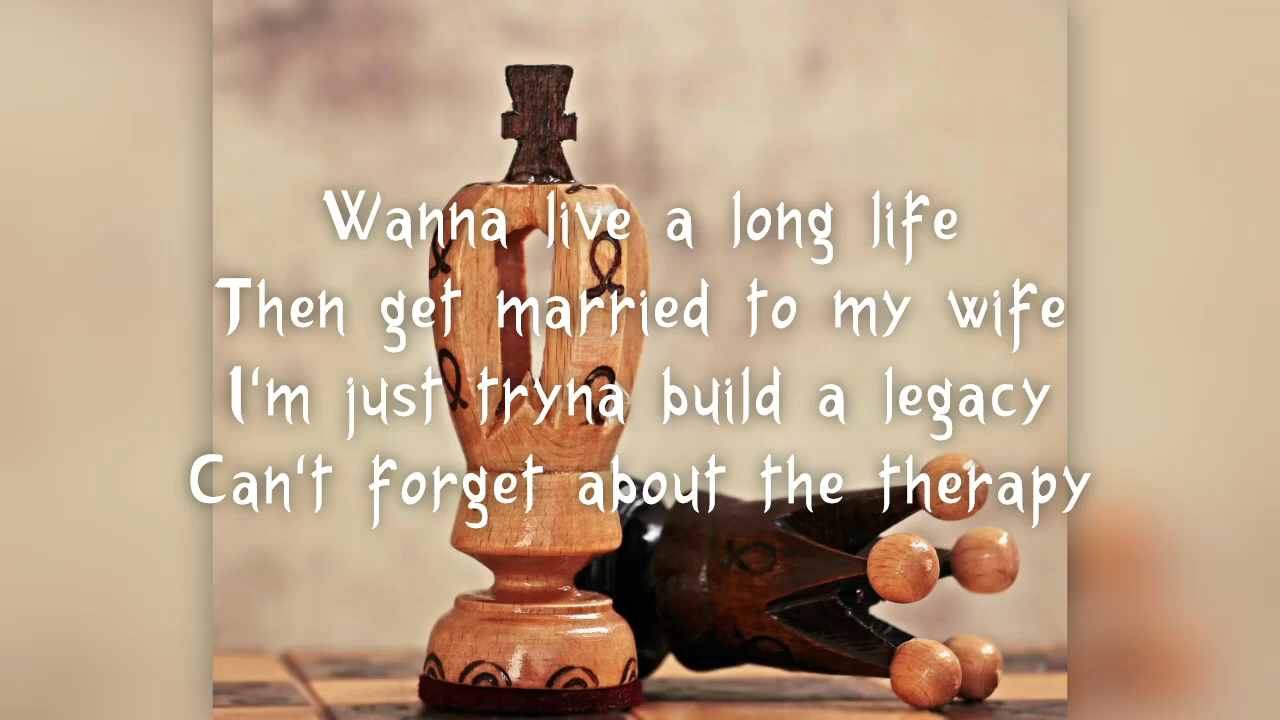 Wanna live a long life
Then get married to my wife
I'm just tryna build a legacy
Can't forget about the therapy